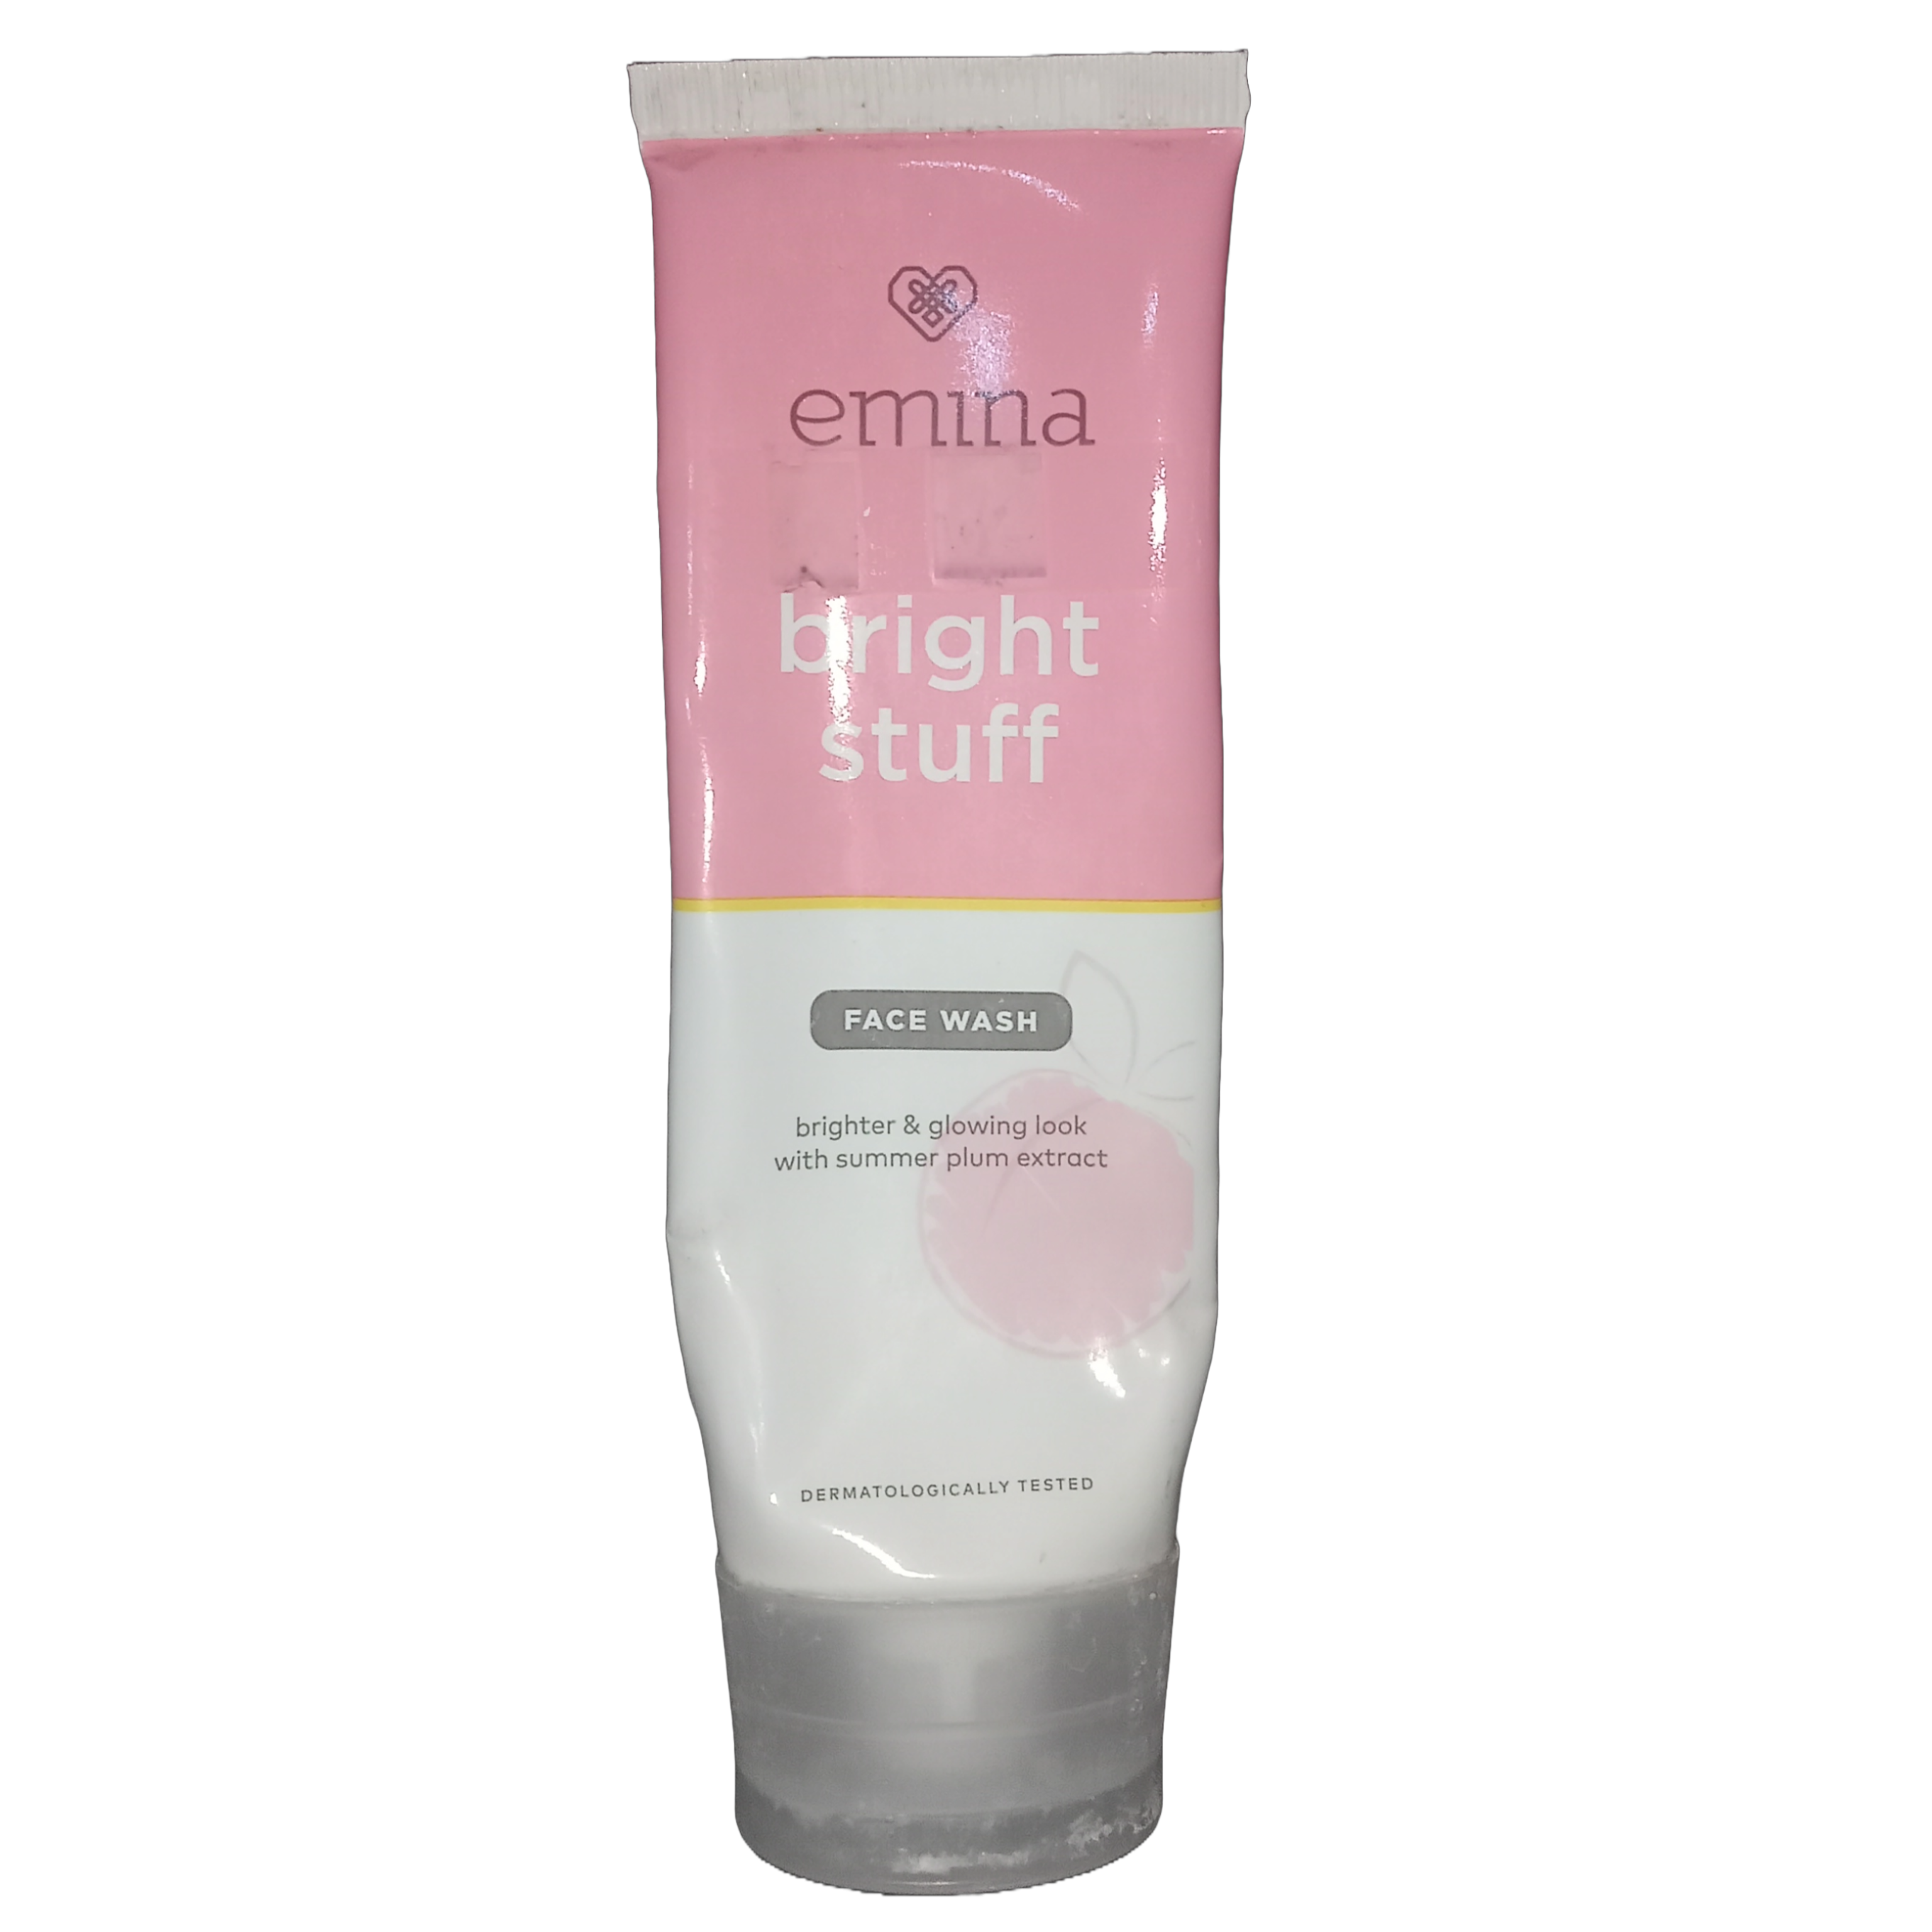 emina
bright
stuff
FACE WASH
brighter & glowing look
with summer plum extract
DERMATOLOGICALLY TESTED